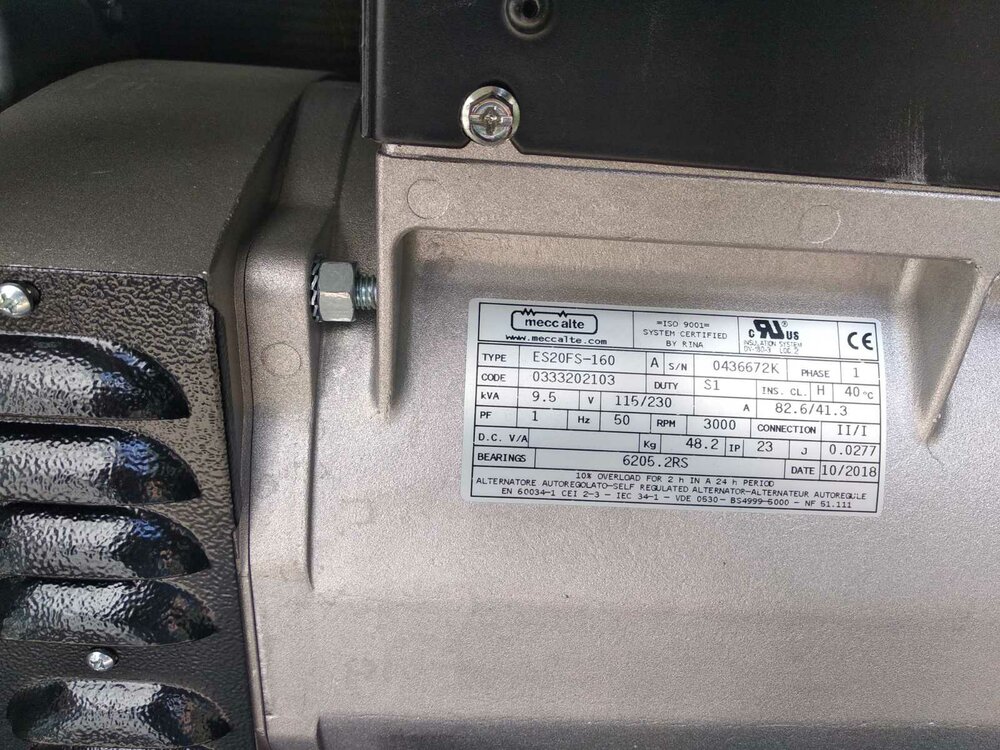 mecc alte
www.meccalte.com
=ISO 9001=
SYSTEM CERTIFIED
BY RINA
c RU® US
INSULATION SYSTEM
CE
TYPE ES20FS-160 A S/N 0436672K PHASE 1
CODE 0333202103 DUTY S1 INS. CL. H 40 °C
kVA 9.5 V 115/230 A 82.6/41.3
PF 1 Hz 50 RPM 3000 CONNECTION II/I
D.C. V/A Kg 48.2 IP 23 J 0.0277
BEARINGS 6205.2RS DATE 10/2018
10% OVERLOAD FOR 2 h IN A 24 h PERIOD
ALTERNATORE AUTOREGOLATO-SELF REGULATED ALTERNATOR-ALTERNATEUR AUTOREGULE
EN 60034-1 CEI 2-3 - IEC 34-1 - VDE 0530- BS4999-5000 - NF 51.111